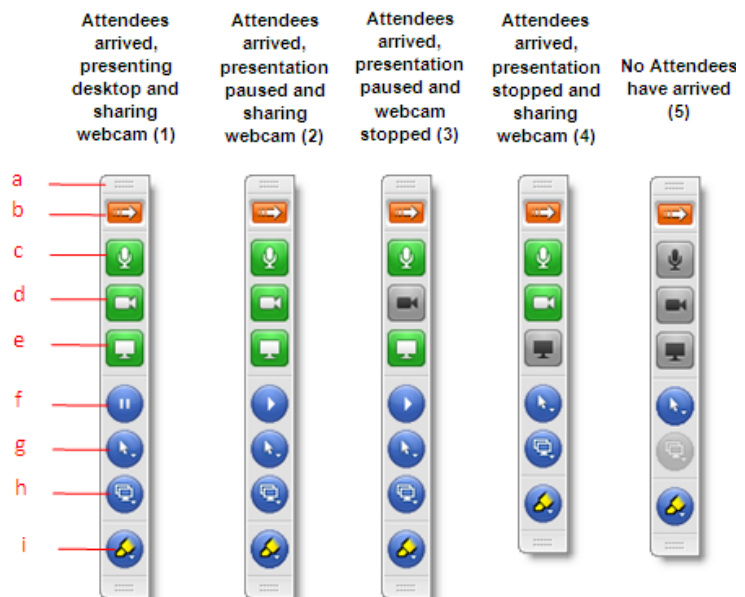 Attendees
arrived,
presenting
desktop and
sharing
webcam (1)
Attendees
arrived,
presentation
paused and
sharing
webcam (2)
Attendees
arrived,
presentation
paused and
webcam
stopped (3)
Attendees
arrived,
presentation
stopped and
sharing
webcam (4)
No Attendees
have arrived
(5)
a
b
c
d
e
f
g
h
i